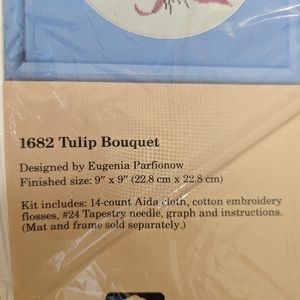 1682 Tulip Bouquet
Designed by Eugenia Parfionow
Finished size: 9" x 9" (22.8 cm x 22.8 cm)
Kit includes: 14-count Aida cloth, cotton embroidery
flosses, #24 Tapestry needle, graph and instructions.
(Mat and frame sold separately.)